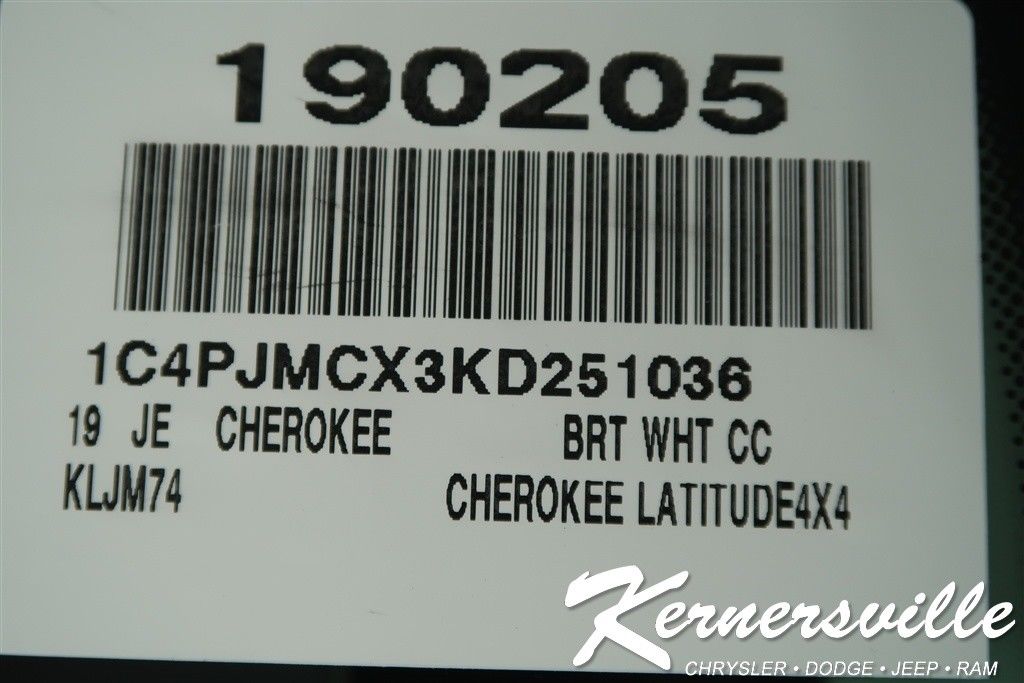 190205
1C4PJMCX3KD251036
19 JE CHEROKEE BRT WHT CC
KLJM74 CHEROKEE LATITUDE4X4
Kernersville
CHRYSLER • DODGE • JEEP • RAM